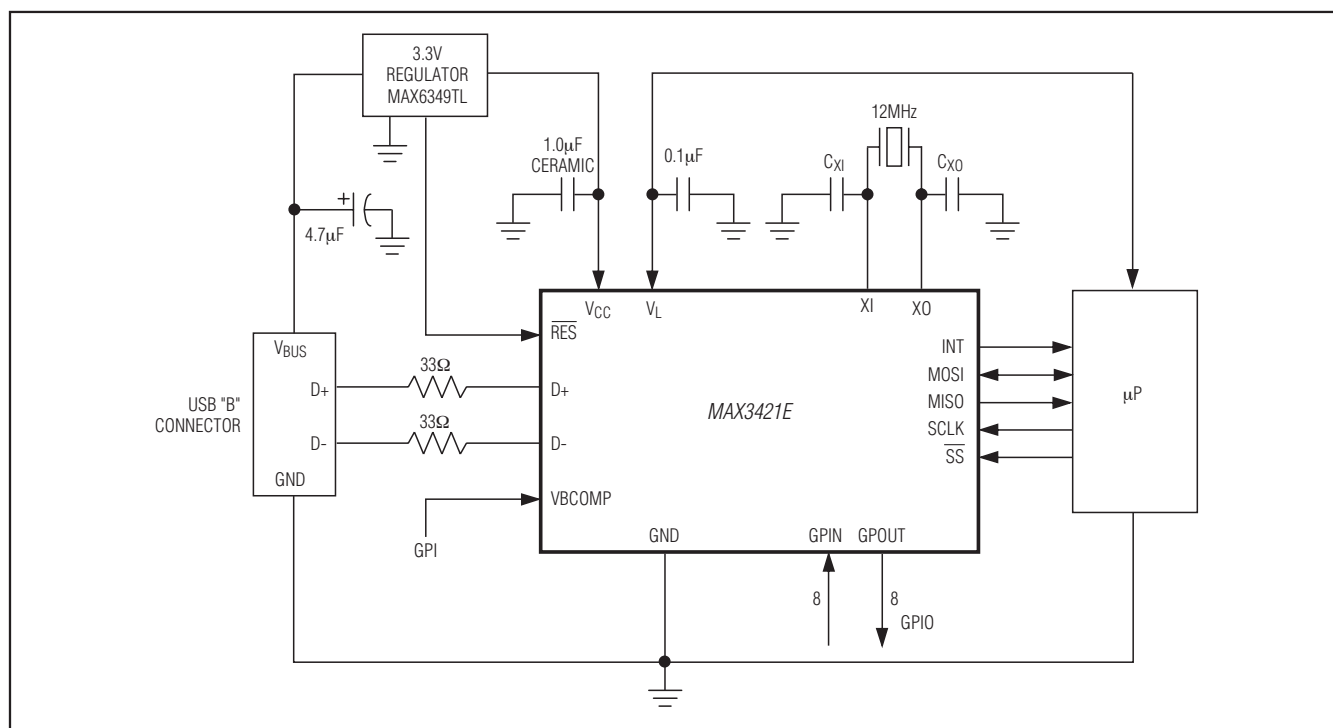 3.3V
REGULATOR
MAX6349TL
12MHz
1.0µF
CERAMIC
0.1µF
CXI
CXO
+
4.7µF
VCC
VL
XI
XO
RES
VBUS
INT
33Ω
D+
D+
MOSI
USB "B"
CONNECTOR
MAX3421E
µP
MISO
33Ω
SCLK
D-
D-
SS
GND
VBCOMP
GND
GPIN
GPOUT
GPI
8
8
GPIO